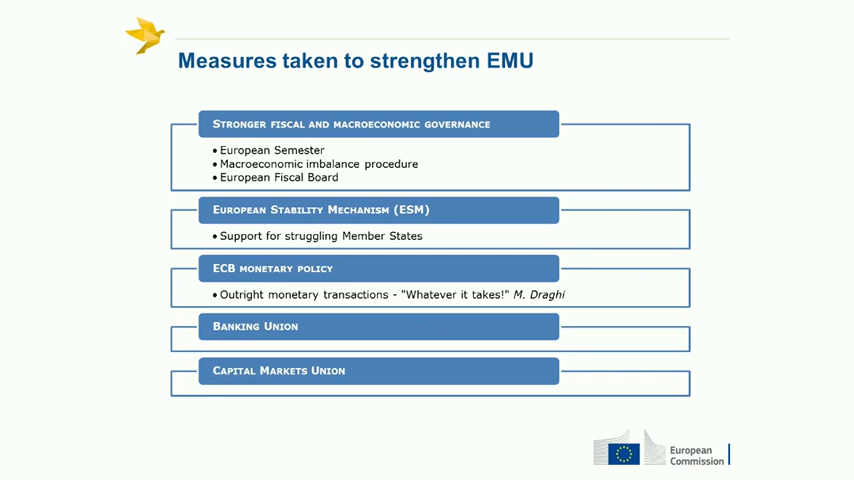 Measures taken to strengthen EMU
STRONGER FISCAL AND MACROECONOMIC GOVERNANCE
• European Semester
• Macroeconomic imbalance procedure
• European Fiscal Board
EUROPEAN STABILITY MECHANISM (ESM)
• Support for struggling Member States
ECB MONETARY POLICY
• Outright monetary transactions - "Whatever it takes!" M. Draghi
BANKING UNION
CAPITAL MARKETS UNION
European
Commission